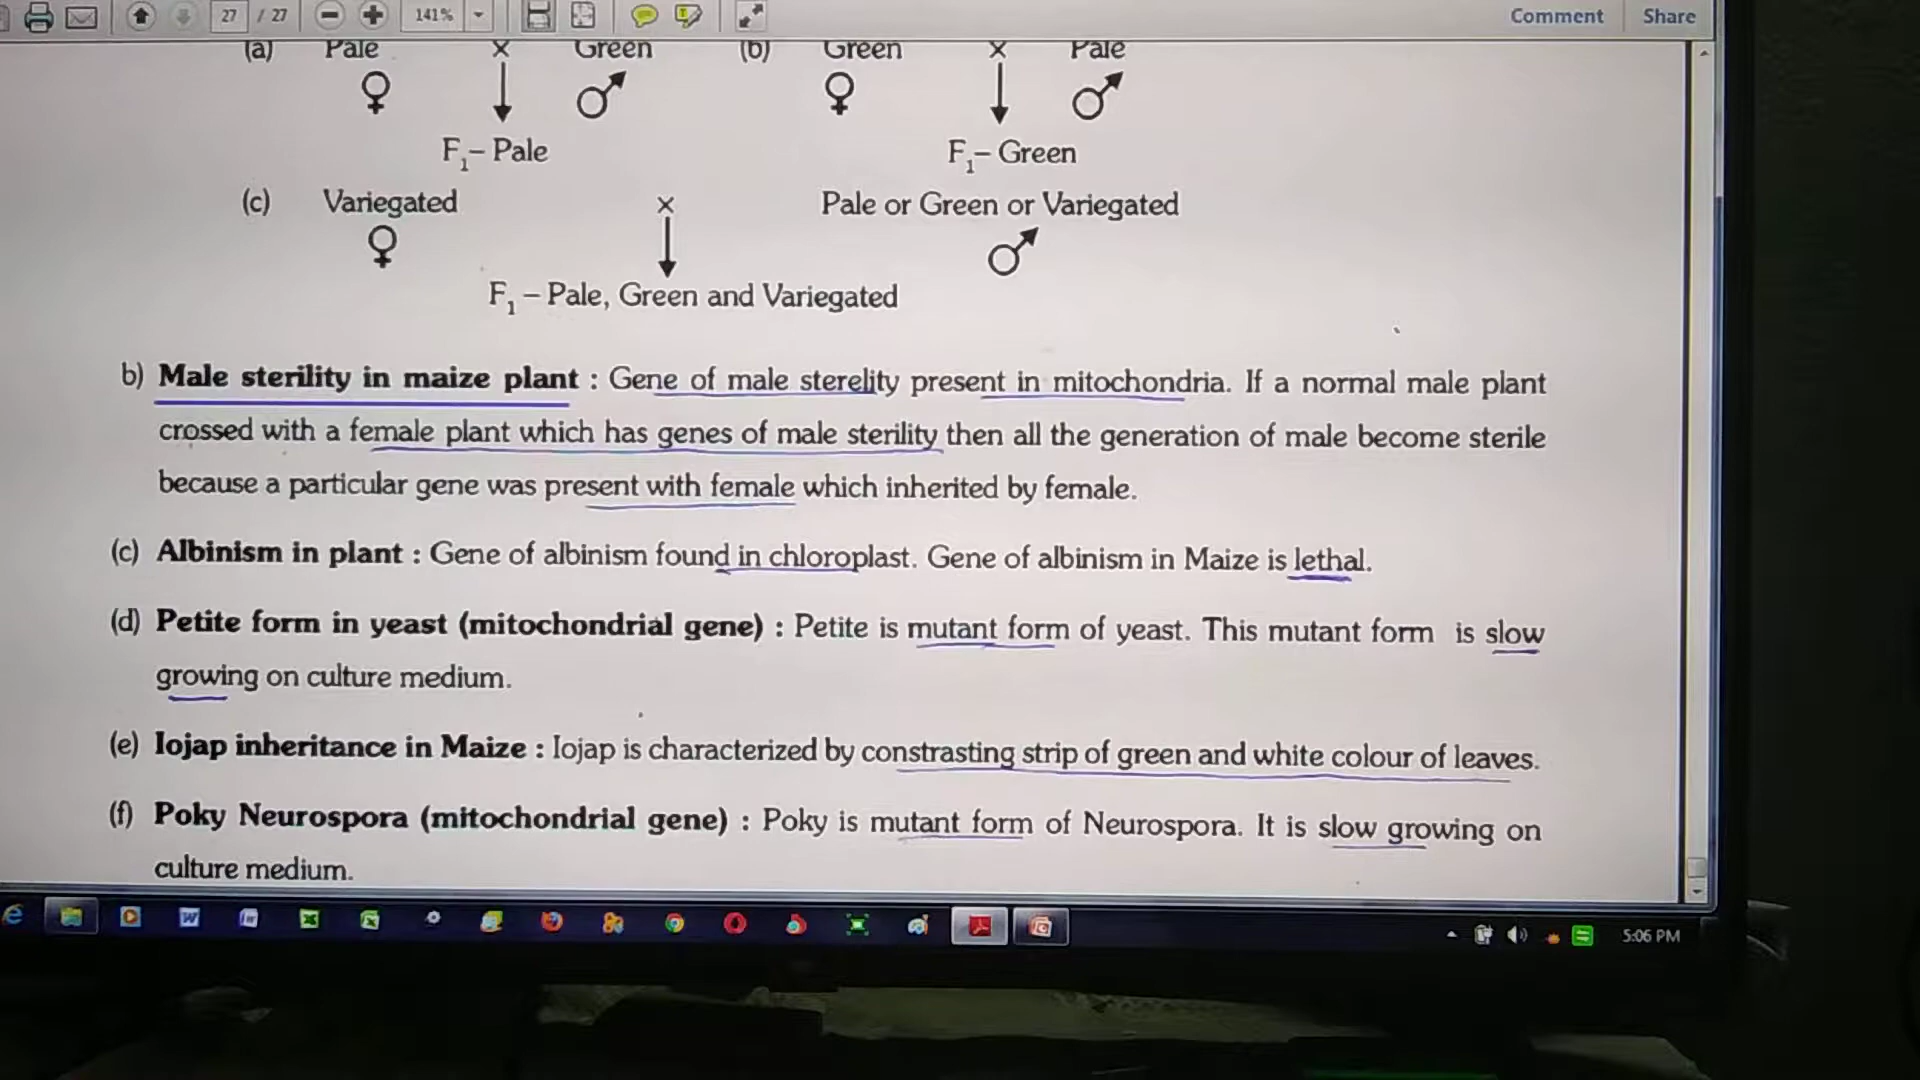 27 / 27 141% Comment Share
(a) Pale × Green (b) Green × Pale
♀ ♂ ♀ ♂
F1– Pale F1– Green
(c) Variegated × Pale or Green or Variegated
♀ ♂
F1 – Pale, Green and Variegated
b) Male sterility in maize plant : Gene of male sterelity present in mitochondria. If a normal male plant
crossed with a female plant which has genes of male sterility then all the generation of male become sterile
because a particular gene was present with female which inherited by female.
(c) Albinism in plant : Gene of albinism found in chloroplast. Gene of albinism in Maize is lethal.
(d) Petite form in yeast (mitochondrial gene) : Petite is mutant form of yeast. This mutant form is slow
growing on culture medium.
(e) Iojap inheritance in Maize : Iojap is characterized by constrasting strip of green and white colour of leaves.
(f) Poky Neurospora (mitochondrial gene) : Poky is mutant form of Neurospora. It is slow growing on
culture medium.
5:06 PM